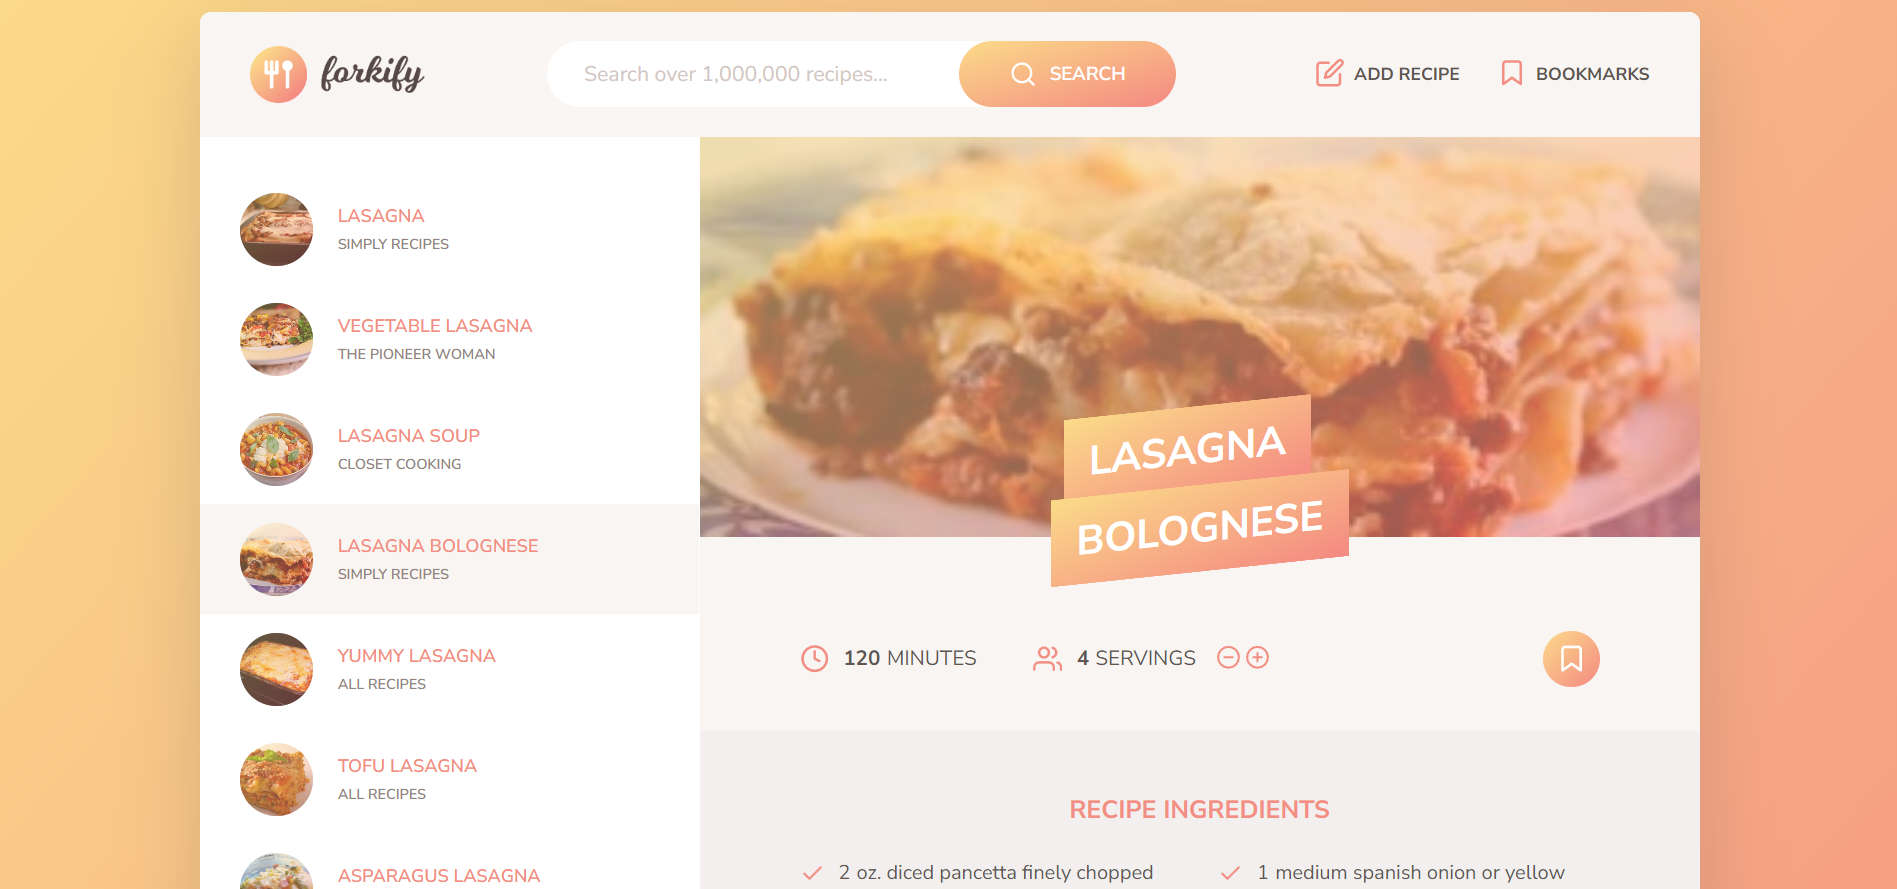 forkify
Search over 1,000,000 recipes...
SEARCH
ADD RECIPE
BOOKMARKS
LASAGNA
SIMPLY RECIPES
VEGETABLE LASAGNA
THE PIONEER WOMAN
LASAGNA SOUP
CLOSET COOKING
LASAGNA BOLOGNESE
SIMPLY RECIPES
YUMMY LASAGNA
ALL RECIPES
TOFU LASAGNA
ALL RECIPES
ASPARAGUS LASAGNA
LASAGNA
BOLOGNESE
120 MINUTES
4 SERVINGS
RECIPE INGREDIENTS
2 oz. diced pancetta finely chopped
1 medium spanish onion or yellow